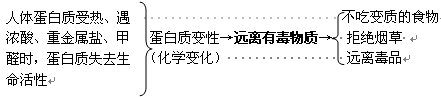 人体蛋白质受热、遇
浓酸、重金属盐、甲
醛时，蛋白质失去生
命活性
蛋白质变性→远离有毒物质→
（化学变化）
不吃变质的食物
拒绝烟草
远离毒品